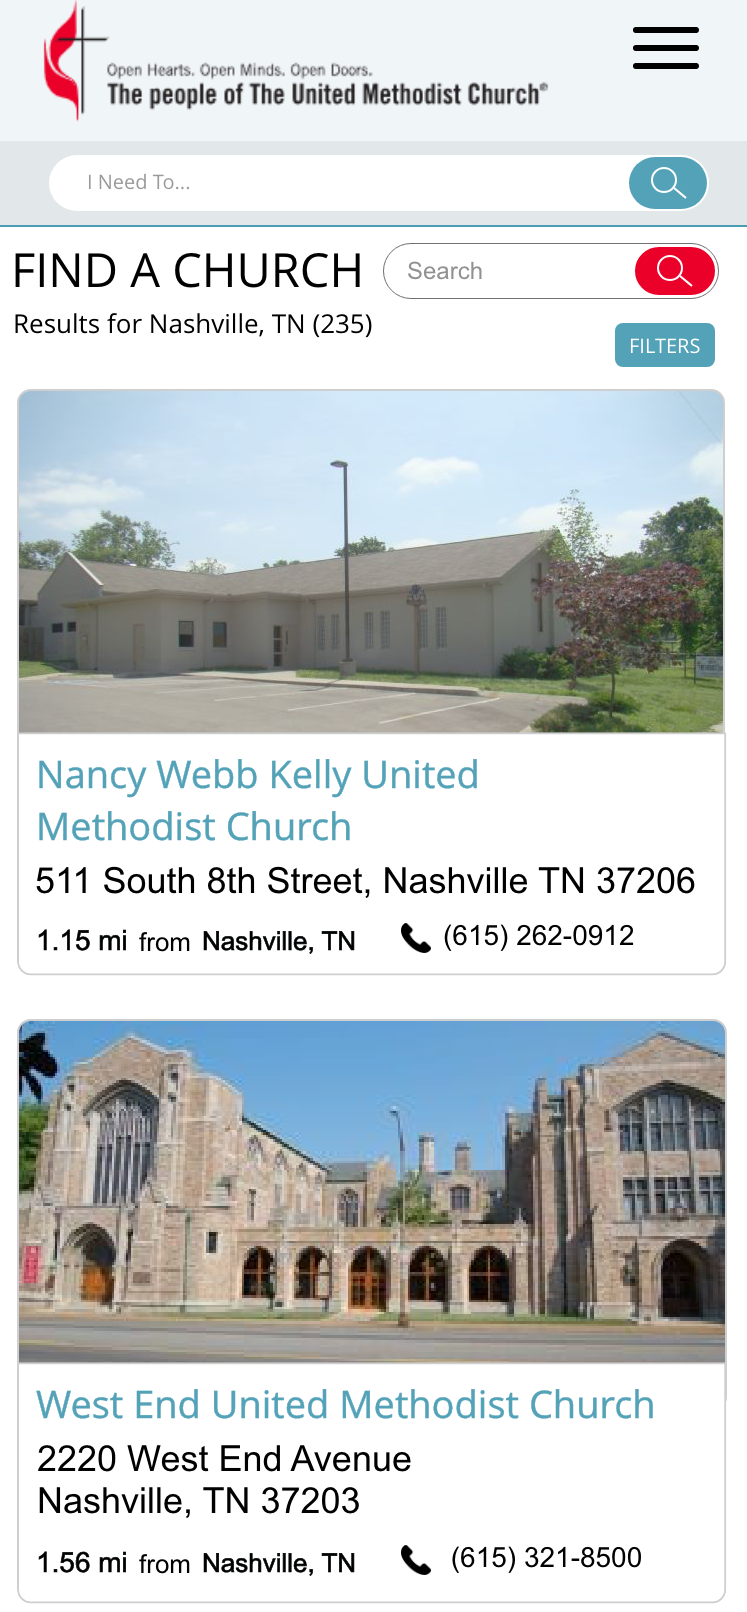 Open Hearts. Open Minds. Open Doors.
The people of The United Methodist Church®
I Need To...
FIND A CHURCH
Search
Results for Nashville, TN (235)
FILTERS
Nancy Webb Kelly United
Methodist Church
511 South 8th Street, Nashville TN 37206
1.15 mi from Nashville, TN
(615) 262-0912
West End United Methodist Church
2220 West End Avenue
Nashville, TN 37203
1.56 mi from Nashville, TN
(615) 321-8500